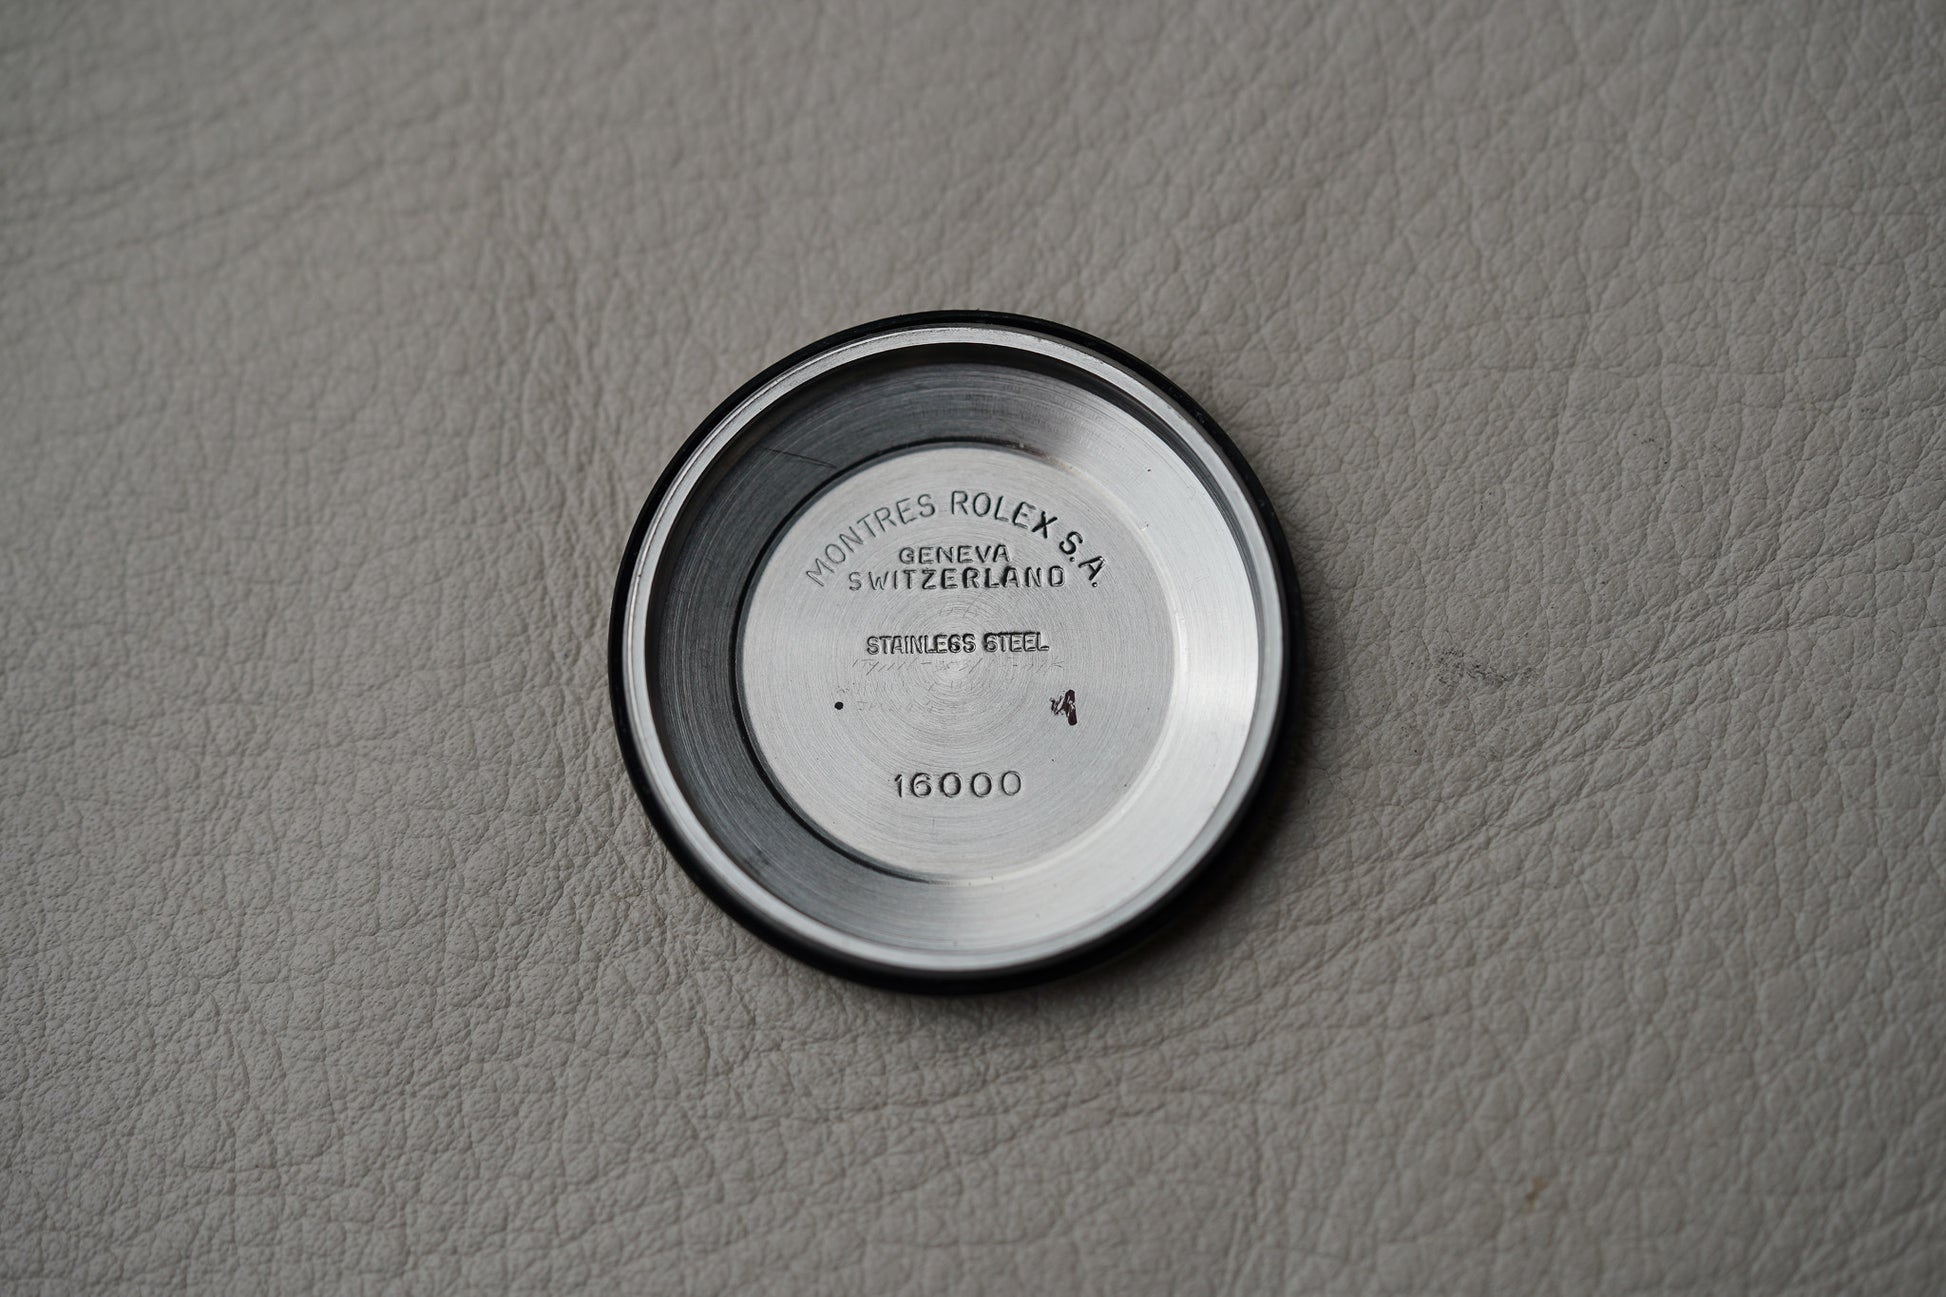 MONTRES ROLEX S.A.
GENEVA
SWITZERLAND
STAINLESS STEEL
16000